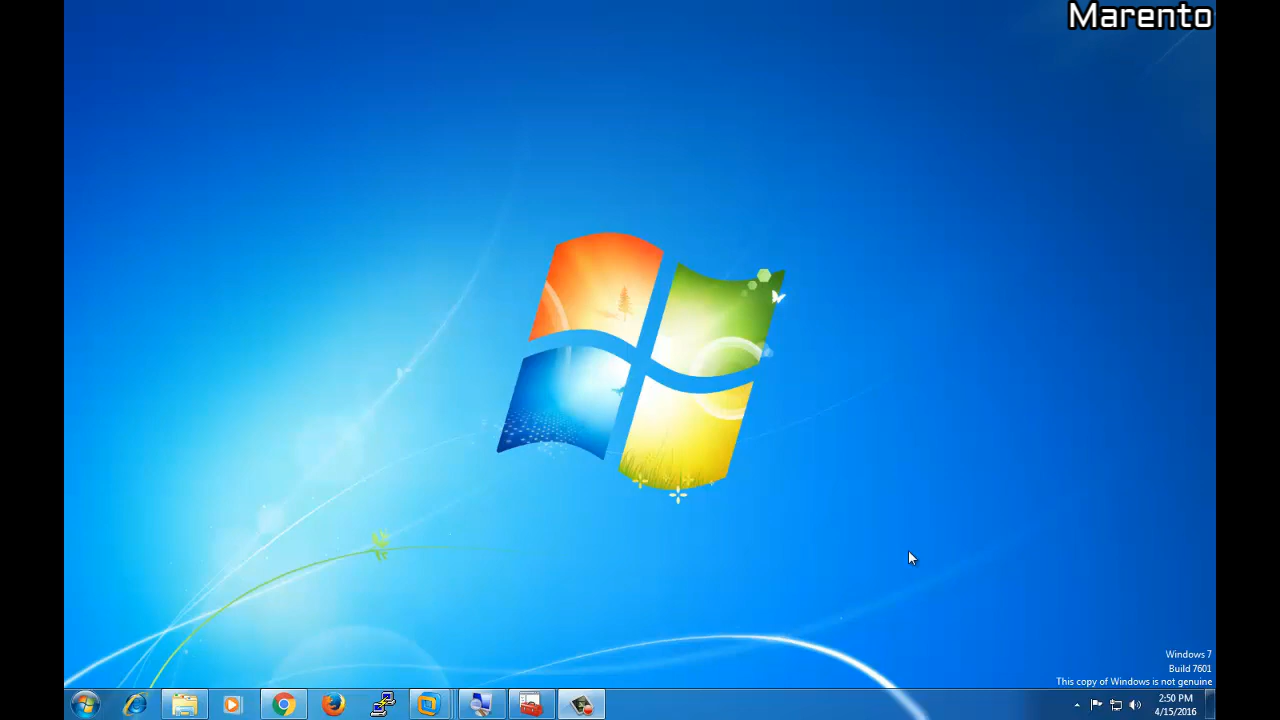 Marento
Windows 7
Build 7601
This copy of Windows is not genuine
2:50 PM
4/15/2016